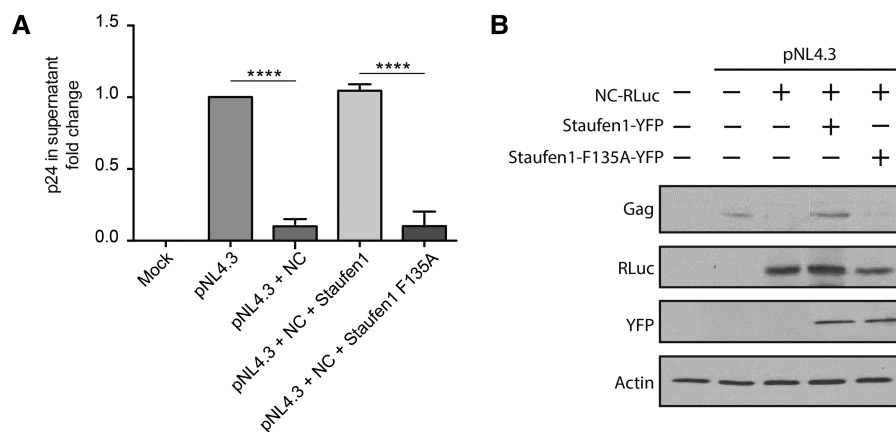 A
p24 in supernatant
fold change
1.5
1.0
0.5
0.0
****
****
Mock
pNL4.3
pNL4.3 + NC
pNL4.3 + NC + Staufen1
pNL4.3 + NC + Staufen1 F135A
B
pNL4.3
NC-RLuc − − + + +
Staufen1-YFP − − − + −
Staufen1-F135A-YFP − − − − +
Gag
RLuc
YFP
Actin